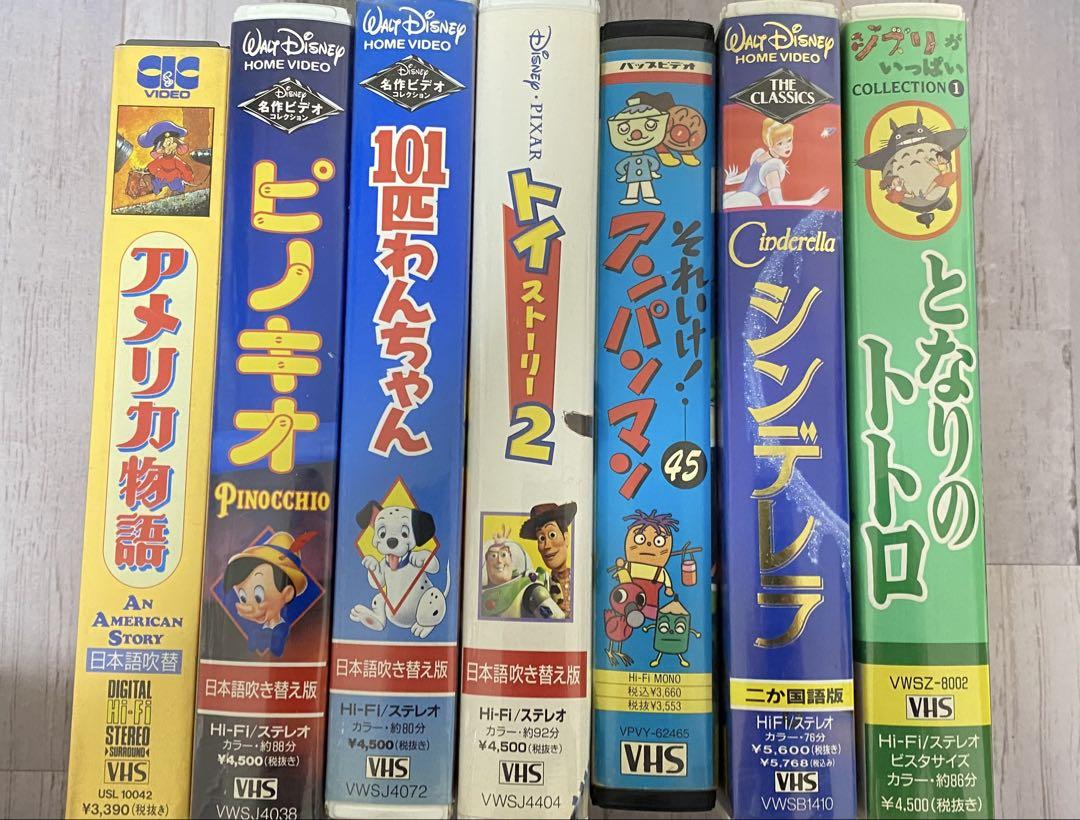 CIC
&
VIDEO
アメリカ物語
AN
AMERICAN
STORY
日本語吹替
DIGITAL
Hi-Fi
STEREO
SURROUND
VHS
USL 10042
¥3,390(税抜き)
WALT DISNEY
HOME VIDEO
DISNEY
名作ビデオ
コレクション
ピノキオ
PINOCCHIO
日本語吹き替え版
Hi-Fi/ステレオ
カラー・約88分
¥4,500(税抜き)
VHS
VWSJ4038
WALT DISNEY
HOME VIDEO
DISNEY
名作ビデオ
コレクション
101匹わんちゃん
日本語吹き替え版
Hi-Fi/ステレオ
カラー・約80分
¥4,500(税抜き)
VHS
VWSJ4072
DISNEY・PIXAR
トイストーリー2
日本語吹き替え版
Hi-Fi/ステレオ
カラー・約92分
¥4,500(税抜き)
VHS
VWSJ4404
バップビデオ
それいけ!
アンパンマン
45
Hi-Fi MONO
税込¥3,660
税抜¥3,553
VPVY-62465
VHS
WALT DISNEY
HOME VIDEO
THE
CLASSICS
Cinderella
シンデレラ
二か国語版
HiFi/ステレオ
カラー・76分
¥5,600(税抜き)
¥5,768(税込み)
VHS
VWSB1410
ジブリが
いっぱい
COLLECTION 1
となりの
トトロ
VWSZ-8002
VHS
Hi-Fi/ステレオ
ビスタサイズ
カラー・約86分
¥4,500(税抜き)